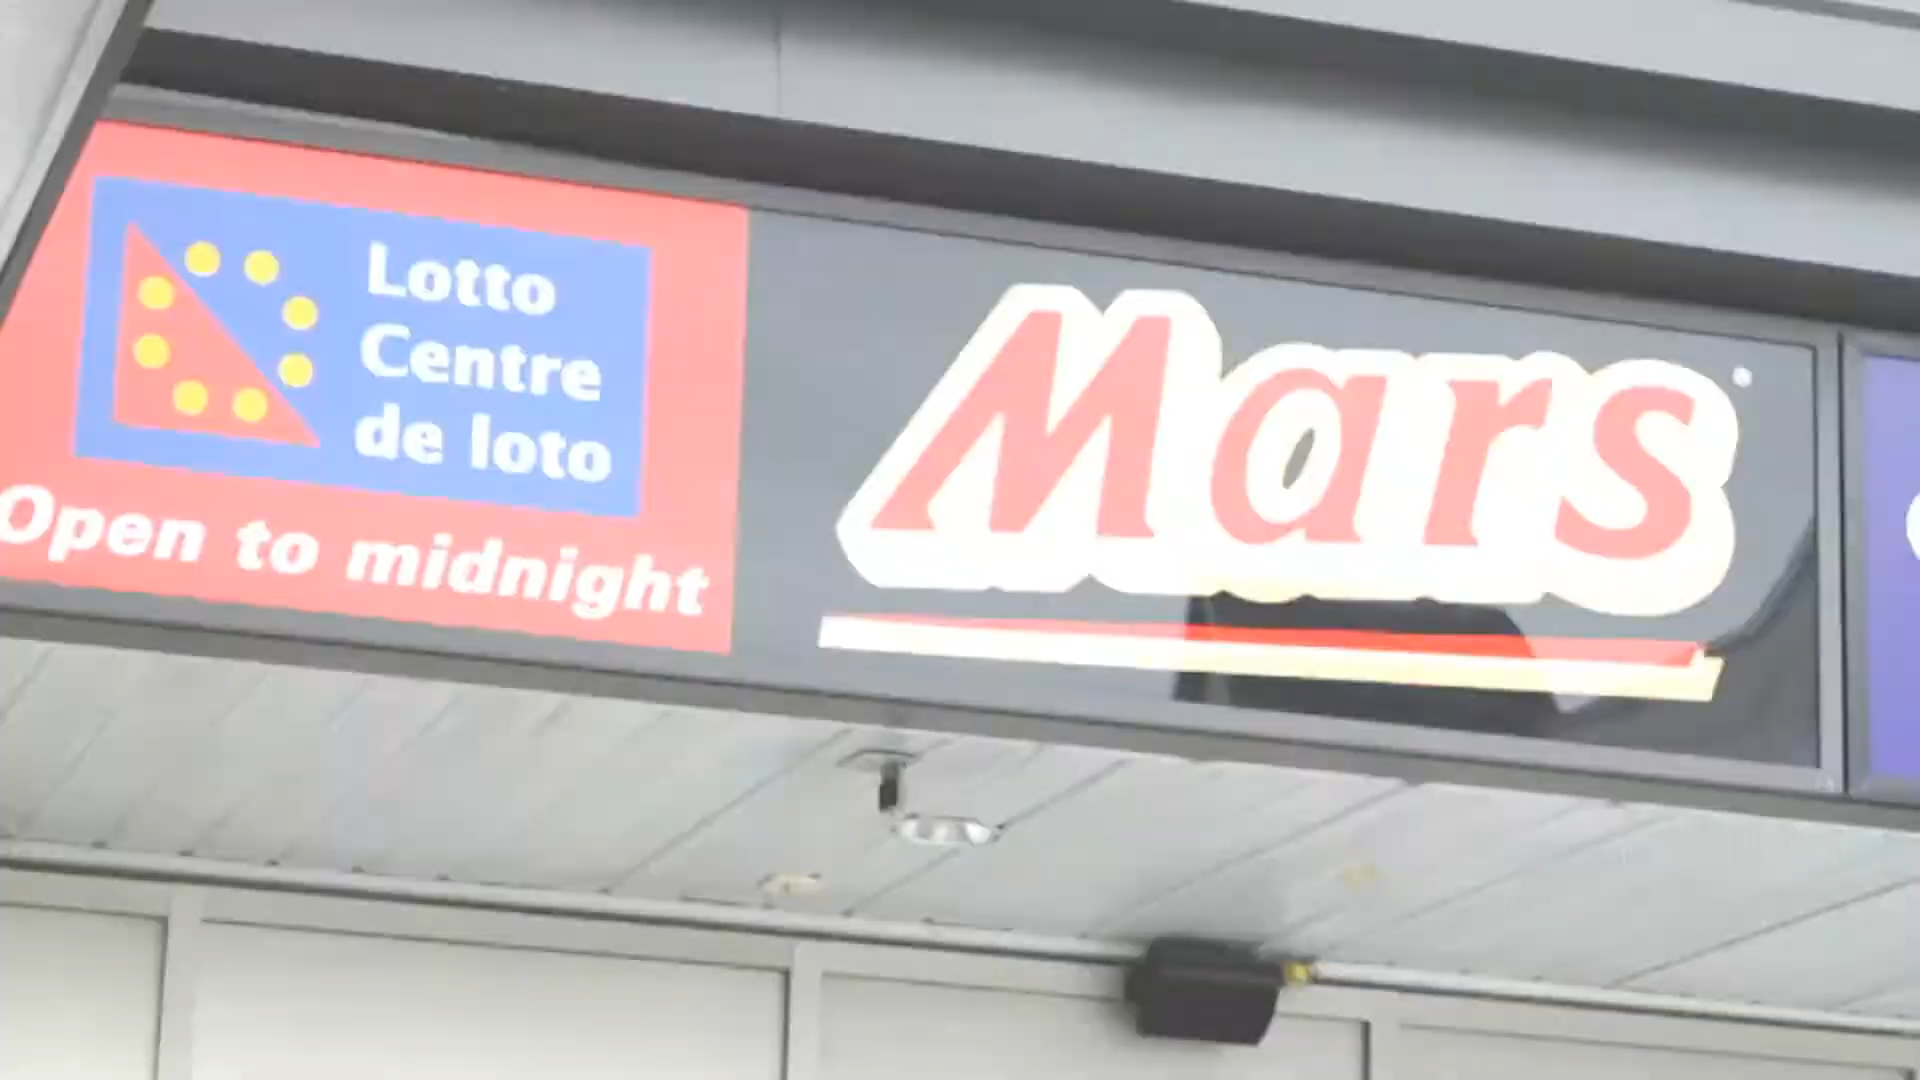 Lotto
Centre
de loto
Open to midnight
Mars